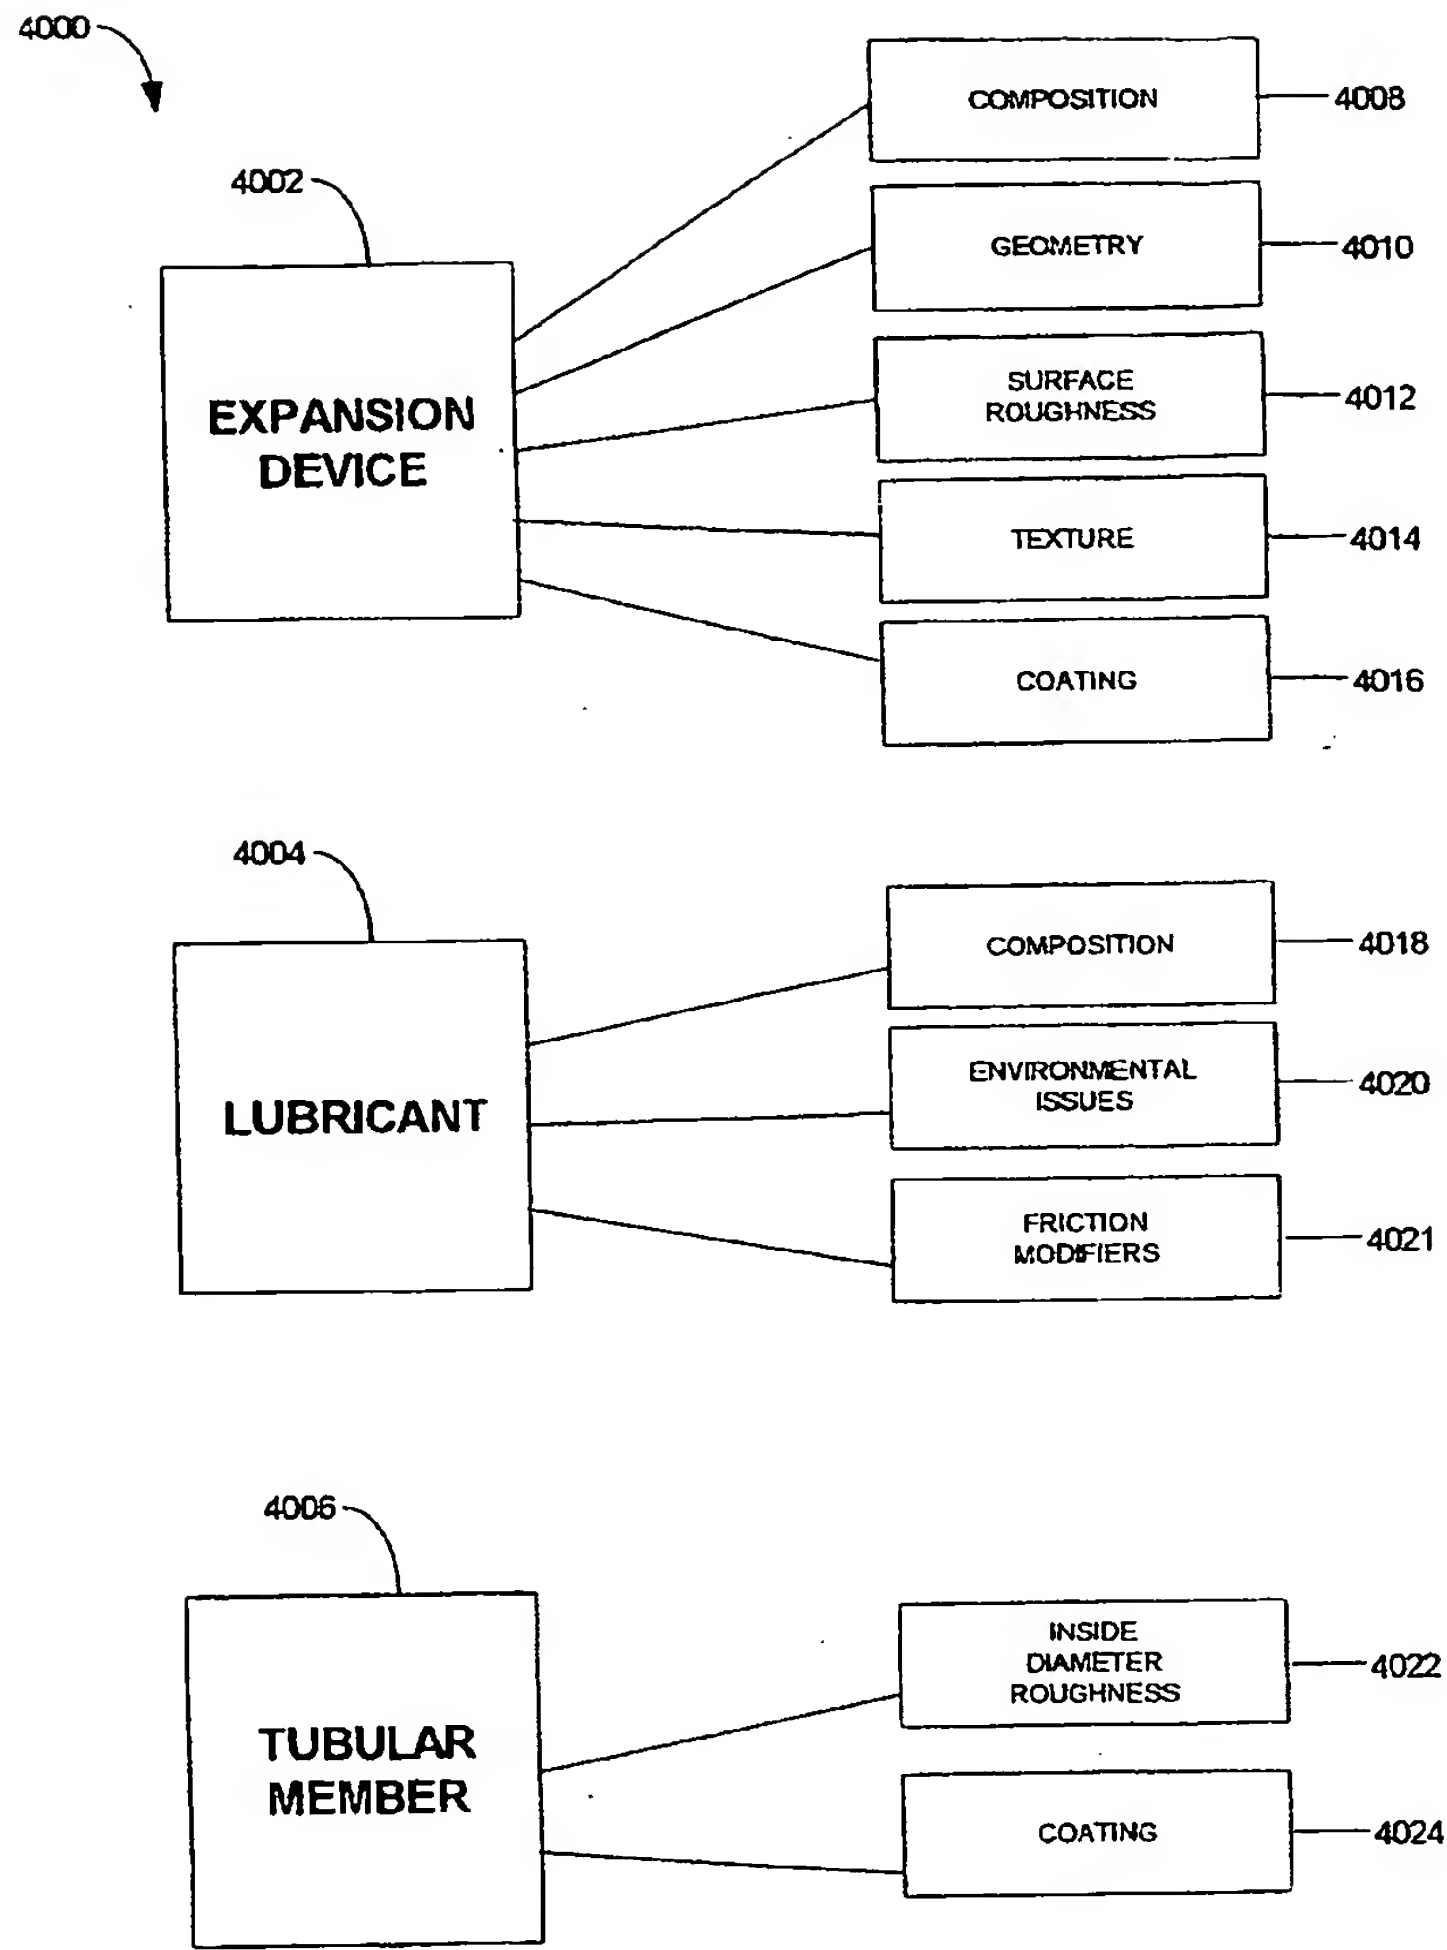 4000
COMPOSITION
4008
4002
GEOMETRY
4010
SURFACE
ROUGHNESS
4012
EXPANSION
DEVICE
TEXTURE
4014
COATING
4016
4004
COMPOSITION
4018
LUBRICANT
ENVIRONMENTAL
ISSUES
4020
FRICTION
MODIFIERS
4021
4006
INSIDE
DIAMETER
ROUGHNESS
4022
TUBULAR
MEMBER
COATING
4024